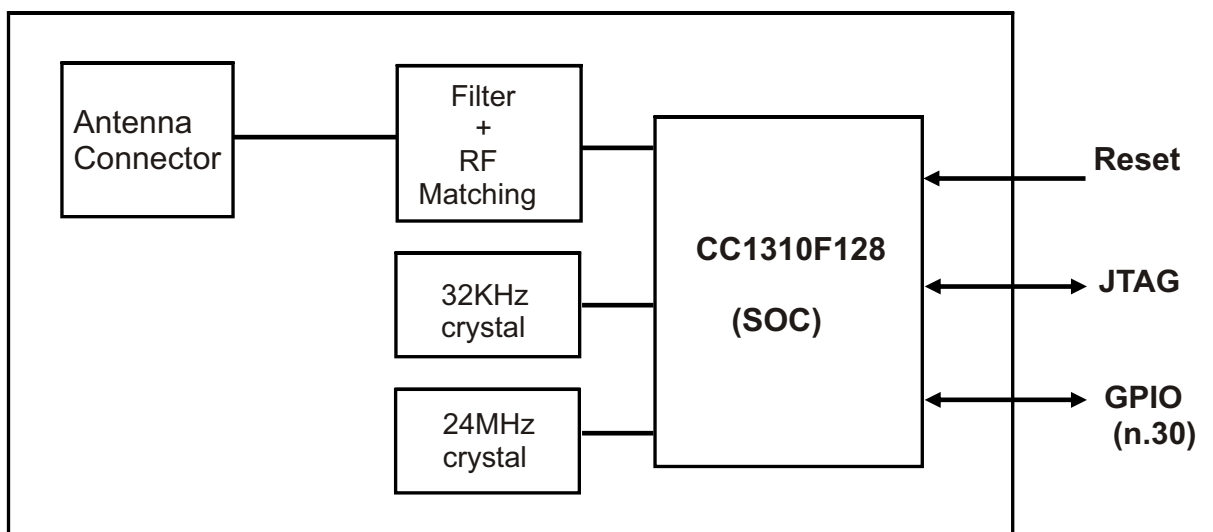 Antenna
Connector
Filter
+
RF
Matching
32KHz
crystal
24MHz
crystal
CC1310F128
(SOC)
Reset
JTAG
GPIO
(n.30)